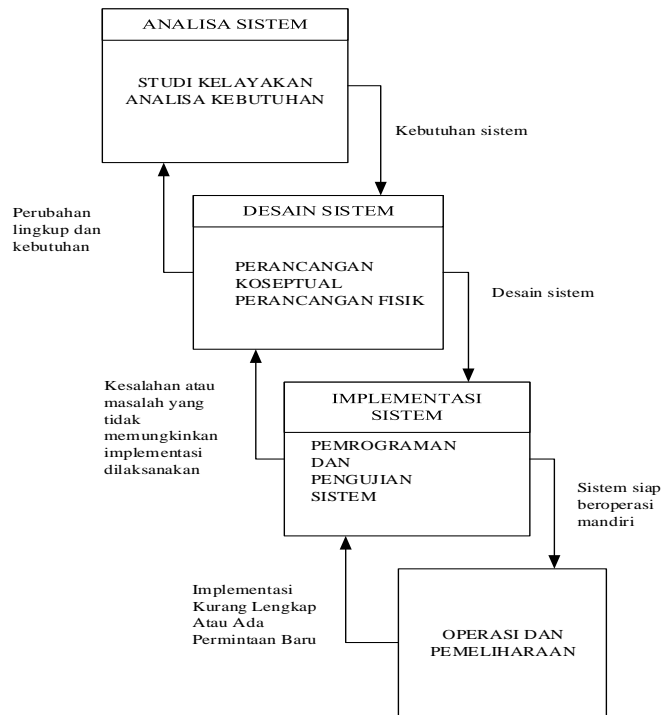 ANALISA SISTEM
STUDI KELAYAKAN
ANALISA KEBUTUHAN
Kebutuhan sistem
Perubahan
lingkup dan
kebutuhan
DESAIN SISTEM
PERANCANGAN
KOSEPTUAL
PERANCANGAN FISIK
Desain sistem
Kesalahan atau
masalah yang
tidak
memungkinkan
implementasi
dilaksanakan
IMPLEMENTASI
SISTEM
PEMROGRAMAN
DAN
PENGUJIAN
SISTEM
Sistem siap
beroperasi
mandiri
Implementasi
Kurang Lengkap
Atau Ada
Permintaan Baru
OPERASI DAN
PEMELIHARAAN